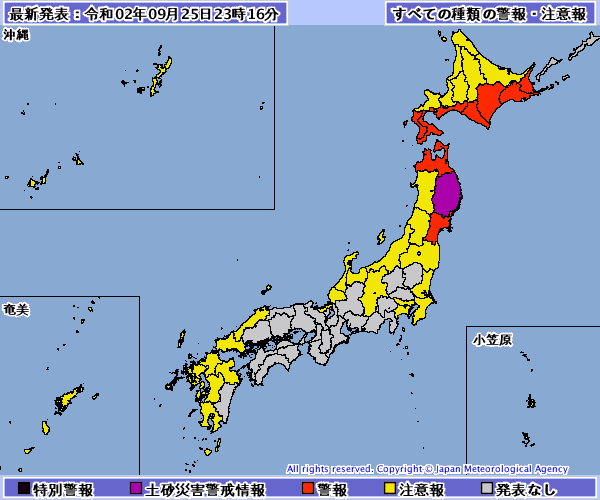 最新発表：令和02年09月25日23時16分
すべての種類の警報・注意報
沖縄
奄美
小笠原
All rights reserved. Copyright © Japan Meteorological Agency
特別警報 土砂災害警戒情報 警報 注意報 発表なし